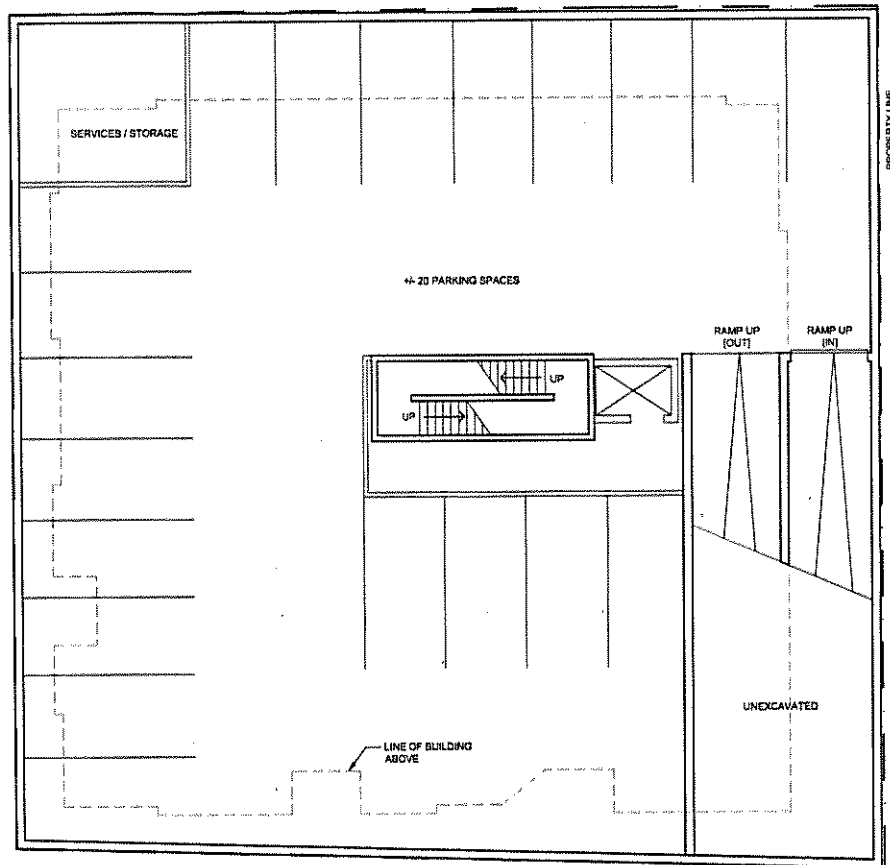 PROPERTY LINE
SERVICES / STORAGE
+/- 20 PARKING SPACES
RAMP UP
[OUT]
RAMP UP
[IN]
UP
UP
UNEXCAVATED
LINE OF BUILDING
ABOVE